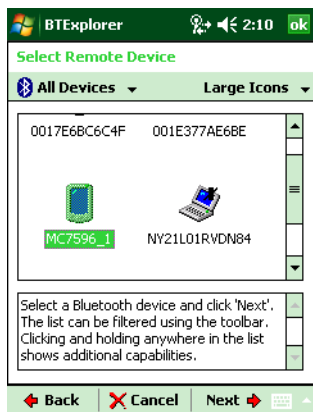 BTExplorer 2:10 ok
Select Remote Device
All Devices Large Icons
0017E6BC6C4F 001E377AE6BE
MC7596_1 NY21L01RVDN84
Select a Bluetooth device and click 'Next'.
The list can be filtered using the toolbar.
Clicking and holding anywhere in the list
shows additional capabilities.
Back Cancel Next